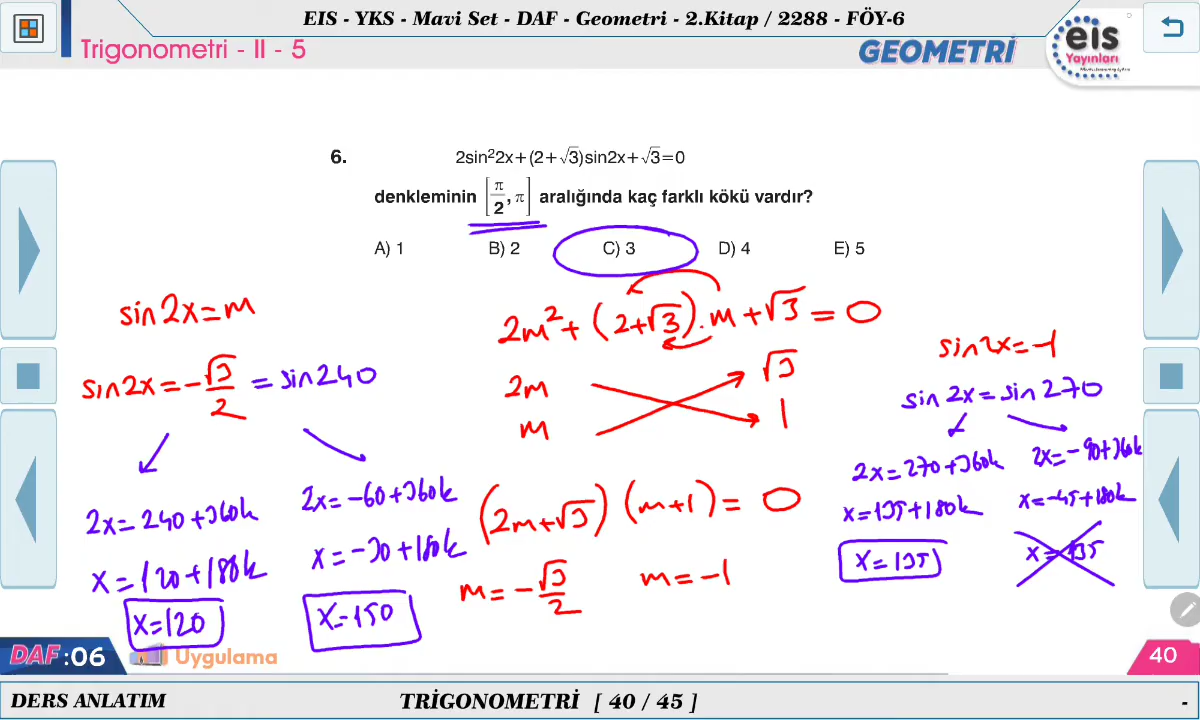 EIS - YKS - Mavi Set - DAF - Geometri - 2.Kitap / 2288 - FÖY-6
Trigonometri - II - 5
GEOMETRİ
eis
Yayınları
6. 2sin²2x+(2+√3)sin2x+√3=0
denkleminin [π/2, π] aralığında kaç farklı kökü vardır?
A) 1 B) 2 C) 3 D) 4 E) 5
sin2x=m
2m²+(2+√3).m+√3=0
sin2x=-1
sin2x=-√3/2 = sin240
2m √3
m 1
sin2x=sin270
2x=240+360k
2x=-60+360k
(2m+√3)(m+1)=0
2x=270+360k
2x=-90+360k
x=120+180k
x=-30+180k
x=135+180k
x=-45+180k
x=120
x=150
m=-√3/2
m=-1
x=135
x=135
DAF:06
Uygulama
40
DERS ANLATIM
TRİGONOMETRİ [ 40 / 45 ]
-